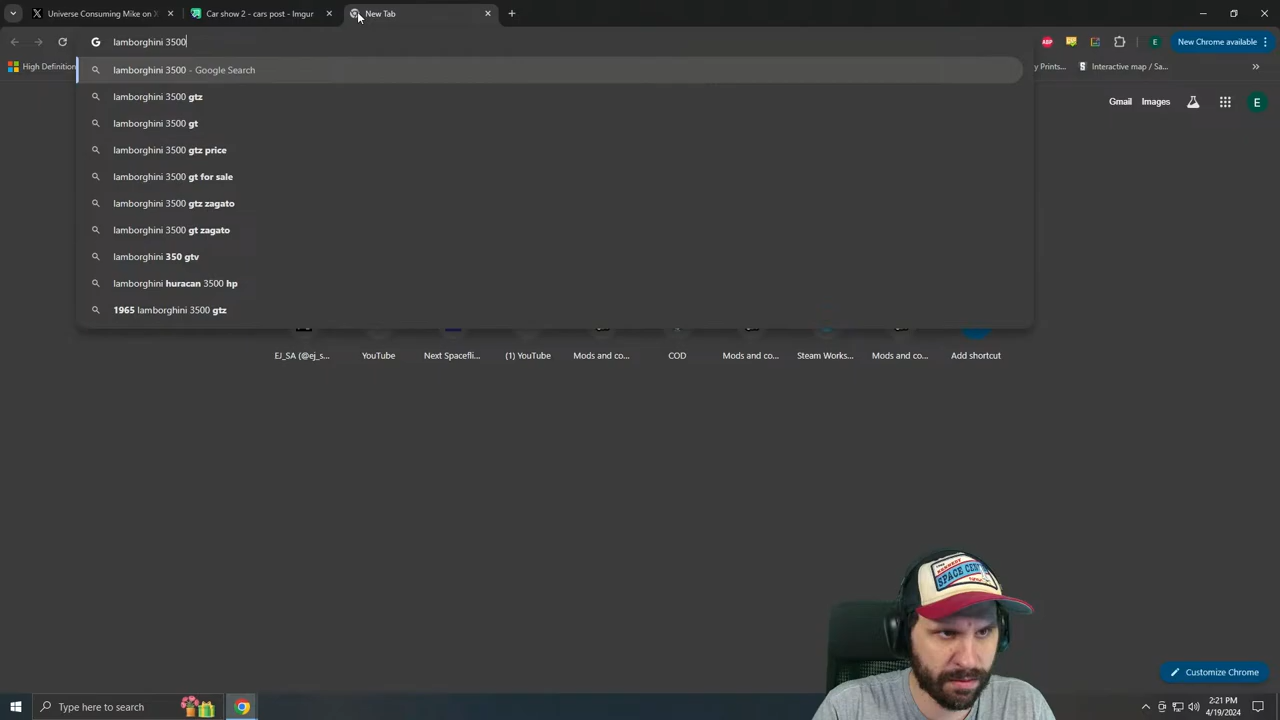 Universe Consuming Mike on X
Car show 2 - cars post - Imgur
New Tab
lamborghini 3500
New Chrome available
High Definition
lamborghini 3500 - Google Search
y Prints...
Interactive map / Sa...
lamborghini 3500 gtz
Gmail
Images
E
lamborghini 3500 gt
lamborghini 3500 gtz price
lamborghini 3500 gt for sale
lamborghini 3500 gtz zagato
lamborghini 3500 gt zagato
lamborghini 350 gtv
lamborghini huracan 3500 hp
1965 lamborghini 3500 gtz
EJ_SA (@ej_s...
YouTube
Next Spacefli...
(1) YouTube
Mods and co...
COD
Mods and co...
Steam Works...
Mods and co...
Add shortcut
SPACE CEN
Customize Chrome
Type here to search
2:21 PM
4/19/2024